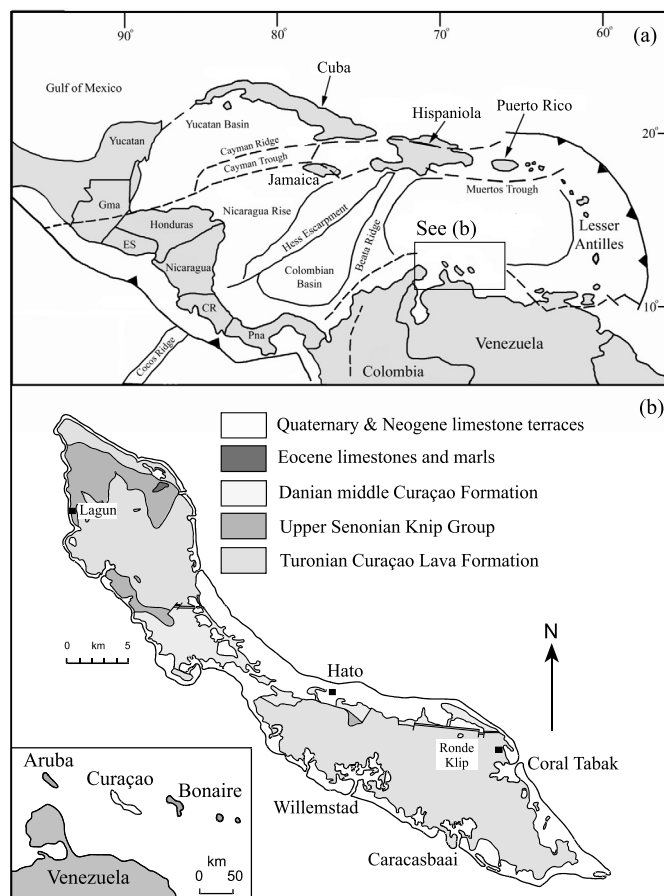 90°
80°
70°
60°
(a)
Gulf of Mexico
Cuba
Puerto Rico
Hispaniola
Yucatan Basin
20°
Yucatan
Cayman Ridge
Cayman Trough
Jamaica
Muertos Trough
Gma
Nicaragua Rise
Honduras
Hess Escarpment
Beata Ridge
See (b)
Lesser
Antilles
ES
Nicaragua
Colombian
Basin
CR
10°
Pna
Cocos Ridge
Venezuela
Colombia
(b)
Quaternary & Neogene limestone terraces
Eocene limestones and marls
Danian middle Curaçao Formation
Upper Senonian Knip Group
Turonian Curaçao Lava Formation
Lagun
0 km 5
N
Hato
Ronde
Klip
Coral Tabak
Willemstad
Caracasbaai
Aruba
Curaçao
Bonaire
km
0 50
Venezuela